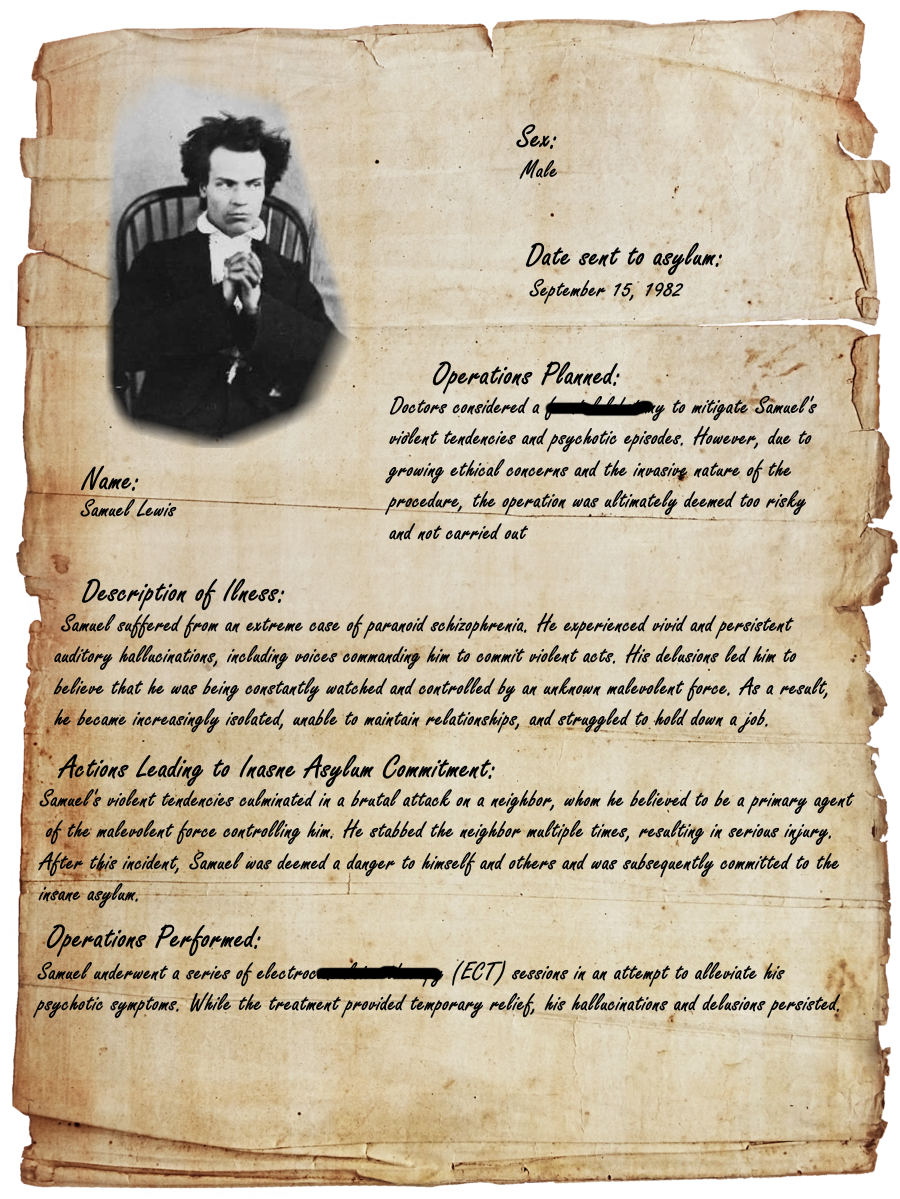 Sex:
Male
Date sent to asylum:
September 15, 1982
Operations Planned:
Doctors considered a to mitigate Samuel's
violent tendencies and psychotic episodes. However, due to
growing ethical concerns and the invasive nature of the
procedure, the operation was ultimately deemed too risky
and not carried out
Name:
Samuel Lewis
Description of Ilness:
Samuel suffered from an extreme case of paranoid schizophrenia. He experienced vivid and persistent
auditory hallucinations, including voices commanding him to commit violent acts. His delusions led him to
believe that he was being constantly watched and controlled by an unknown malevolent force. As a result,
he became increasingly isolated, unable to maintain relationships, and struggled to hold down a job.
Actions Leading to Inasne Asylum Commitment:
Samuel's violent tendencies culminated in a brutal attack on a neighbor, whom he believed to be a primary agent
of the malevolent force controlling him. He stabbed the neighbor multiple times, resulting in serious injury.
After this incident, Samuel was deemed a danger to himself and others and was subsequently committed to the
insane asylum.
Operations Performed:
Samuel underwent a series of (ECT) sessions in an attempt to alleviate his
psychotic symptoms. While the treatment provided temporary relief, his hallucinations and delusions persisted.